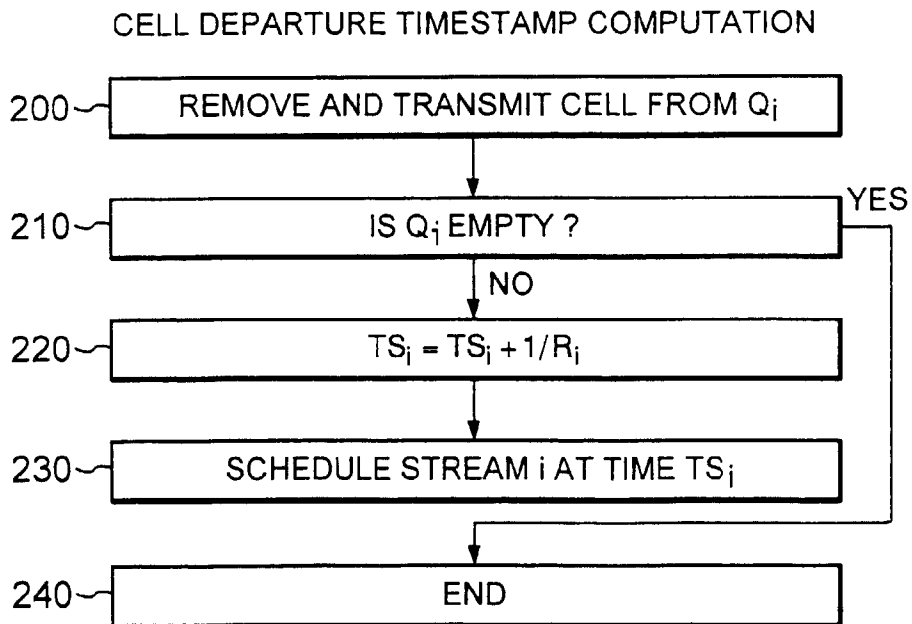 CELL DEPARTURE TIMESTAMP COMPUTATION
200 REMOVE AND TRANSMIT CELL FROM Qi
YES
210 IS Qi EMPTY ?
NO
220 TSi = TSi + 1/Ri
230 SCHEDULE STREAM i AT TIME TSi
240 END